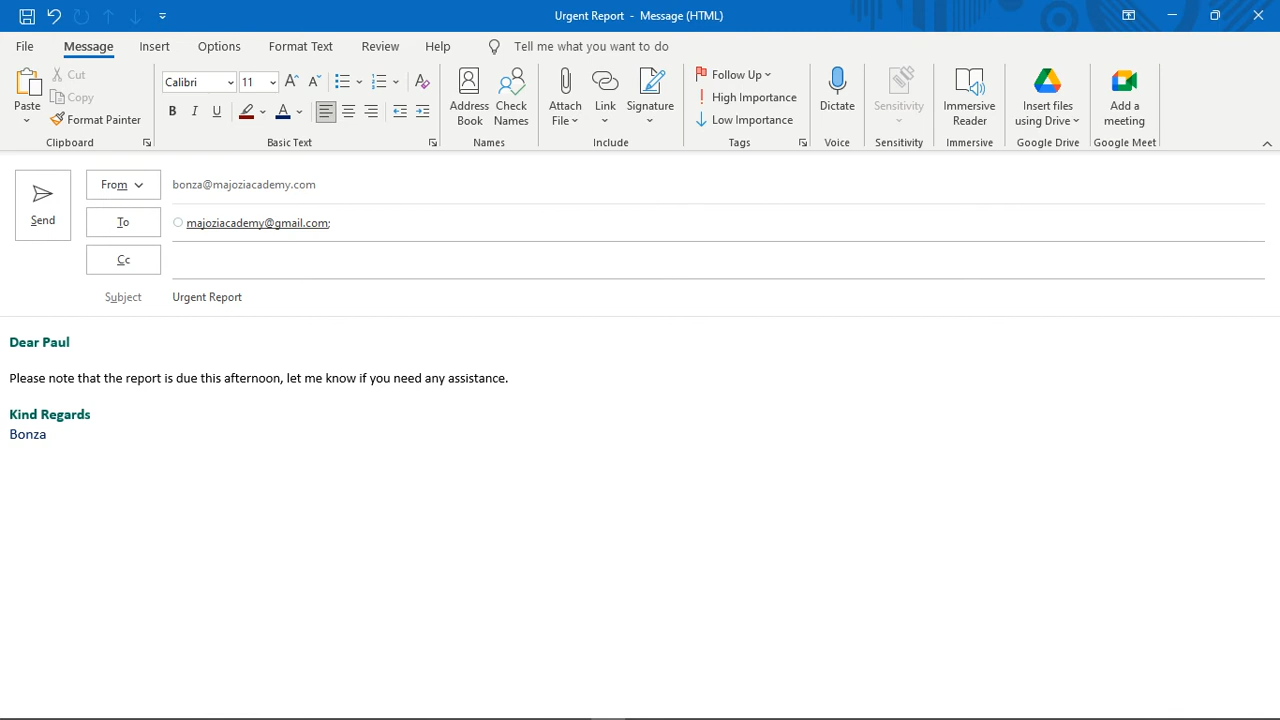 Urgent Report - Message (HTML)
File Message Insert Options Format Text Review Help Tell me what you want to do
Paste
Cut
Copy
Format Painter
Clipboard
Calibri 11
B I U
Basic Text
Address Book
Check Names
Names
Attach File
Link
Signature
Include
Follow Up
High Importance
Low Importance
Tags
Dictate
Voice
Sensitivity
Sensitivity
Immersive Reader
Immersive
Insert files using Drive
Google Drive
Add a meeting
Google Meet
Send
From bonza@majoziacademy.com
To majoziacademy@gmail.com;
Cc
Subject Urgent Report
Dear Paul
Please note that the report is due this afternoon, let me know if you need any assistance.
Kind Regards
Bonza